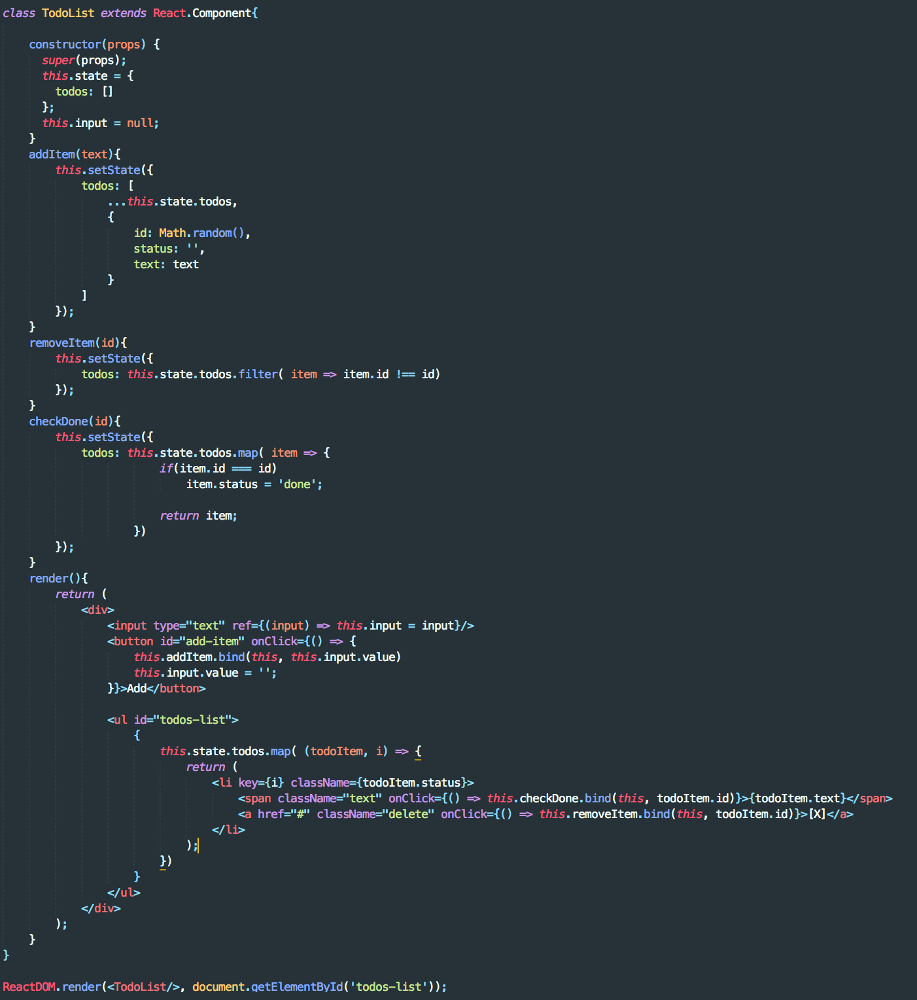 class TodoList extends React.Component{
constructor(props) {
super(props);
this.state = {
todos: []
};
this.input = null;
}
addItem(text){
this.setState({
todos: [
...this.state.todos,
{
id: Math.random(),
status: '',
text: text
}
]
});
}
removeItem(id){
this.setState({
todos: this.state.todos.filter( item => item.id !== id)
});
}
checkDone(id){
this.setState({
todos: this.state.todos.map( item => {
if(item.id === id)
item.status = 'done';
return item;
})
});
}
render(){
return (
<div>
<input type="text" ref={(input) => this.input = input}/>
<button id="add-item" onClick={() => {
this.addItem.bind(this, this.input.value)
this.input.value = '';
}}>Add</button>
<ul id="todos-list">
{
this.state.todos.map( (todoItem, i) => {
return (
<li key={i} className={todoItem.status}>
<span className="text" onClick={() => this.checkDone.bind(this, todoItem.id)}>{todoItem.text}</span>
<a href="#" className="delete" onClick={() => this.removeItem.bind(this, todoItem.id)}>[X]</a>
</li>
);
})
}
</ul>
</div>
);
}
}
ReactDOM.render(<TodoList/>, document.getElementById('todos-list'));